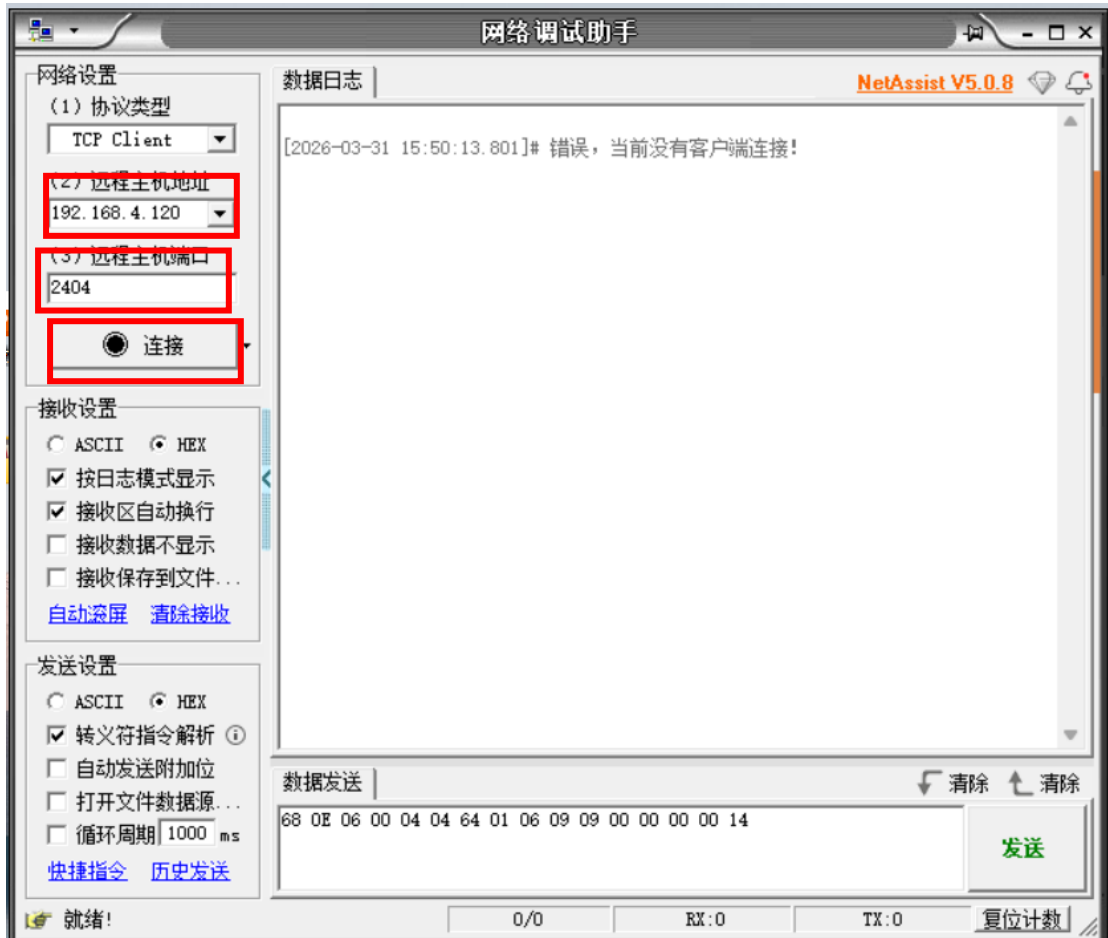 网络调试助手
网络设置
(1) 协议类型
TCP Client
(2) 远程主机地址
192.168.4.120
(3) 远程主机端口
2404
连接
接收设置
ASCII HEX
按日志模式显示
接收区自动换行
接收数据不显示
接收保存到文件...
自动滚屏 清除接收
发送设置
ASCII HEX
转义符指令解析
自动发送附加位
打开文件数据源...
循环周期 1000 ms
快捷指令 历史发送
数据日志
NetAssist V5.0.8
[2026-03-31 15:50:13.801]# 错误，当前没有客户端连接!
数据发送 清除 清除
68 0E 06 00 04 04 64 01 06 09 09 00 00 00 00 14
发送
就绪! 0/0 RX:0 TX:0 复位计数